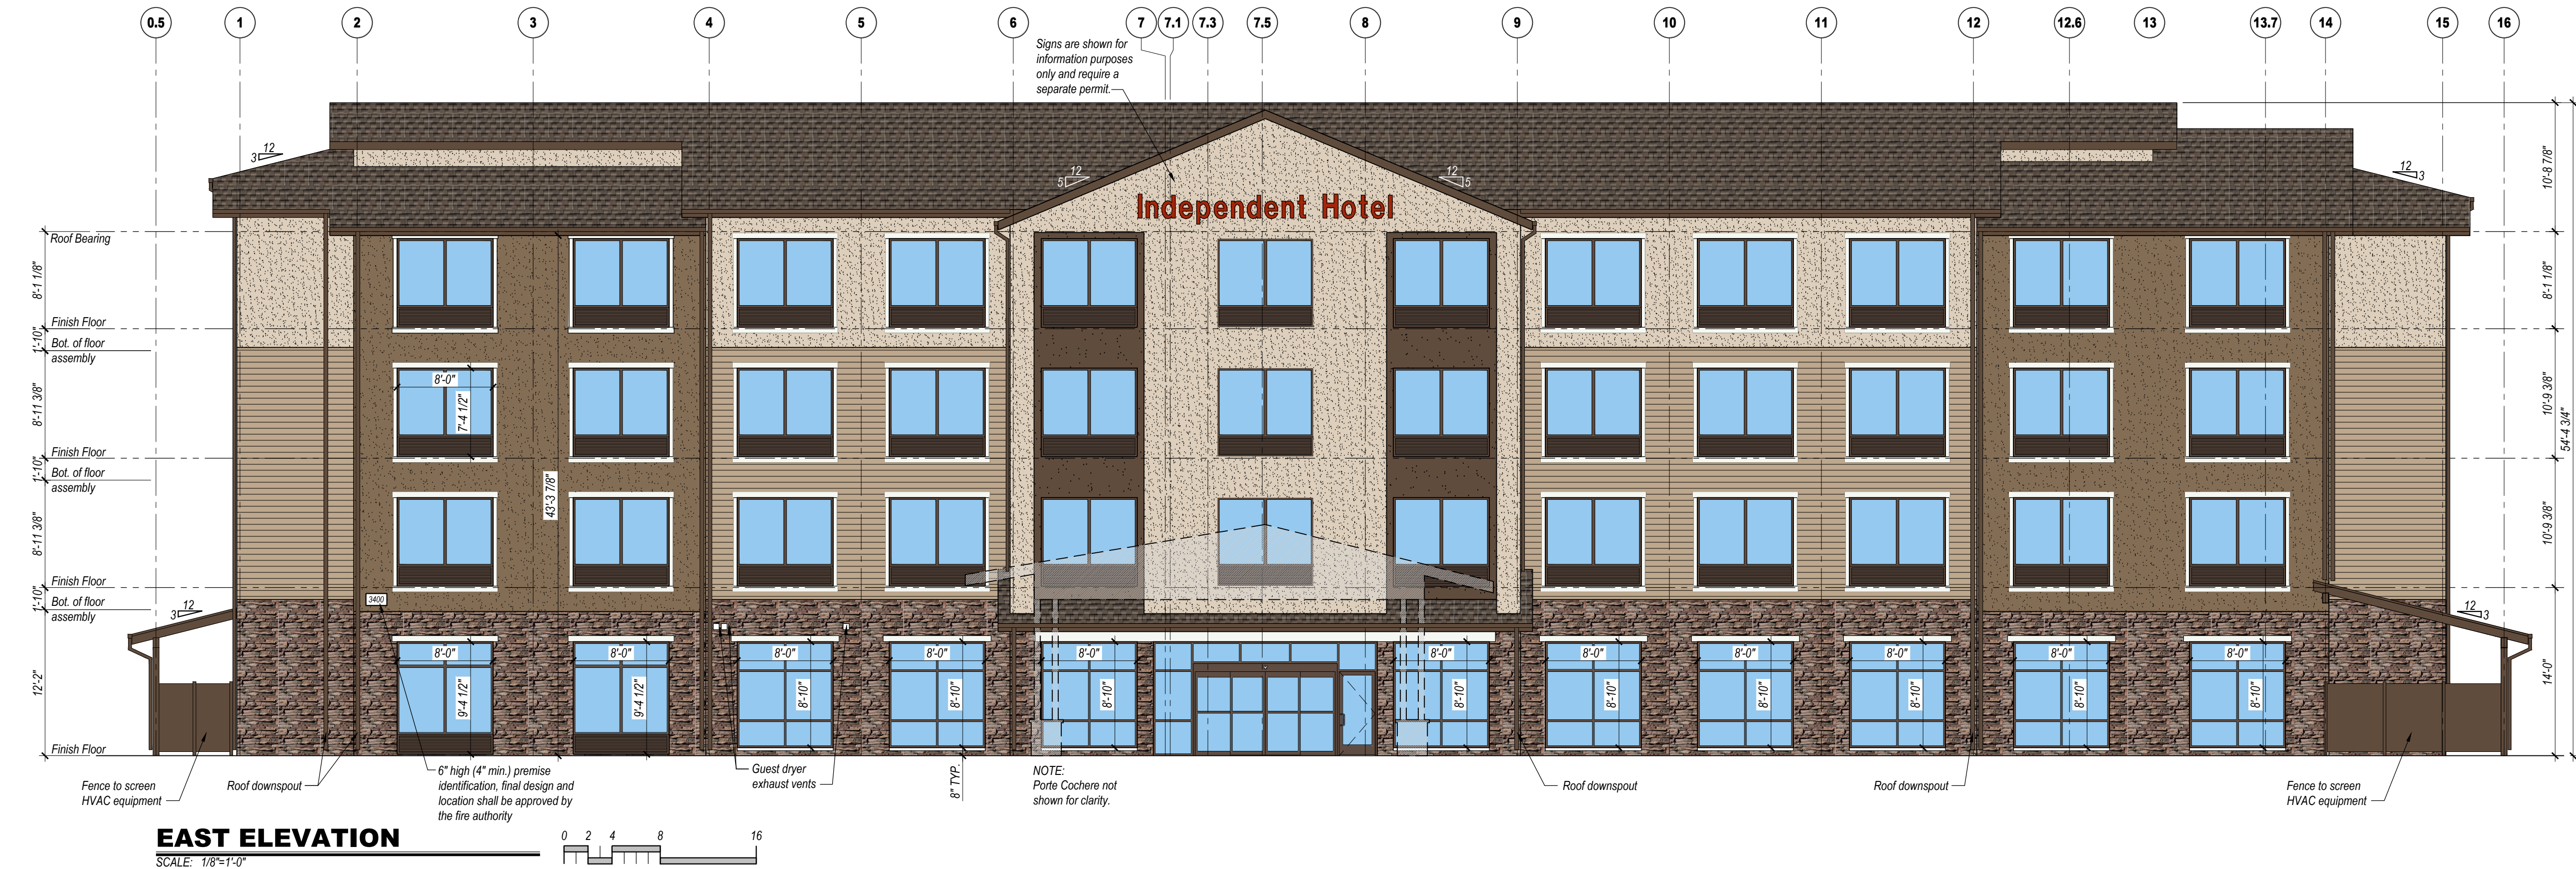 0.5 1 2 3 4 5 6 7 7.1 7.3 7.5 8 9 10 11 12 12.6 13 13.7 14 15 16
Signs are shown for
information purposes
only and require a
separate permit.
12
3
12
5
12
5
12
3
Independent Hotel
10'-8 7/8"
Roof Bearing
8'-1 1/8"
8'-1 1/8"
Finish Floor
1'-10"
Bot. of floor
assembly
8'-0"
7'-4 1/2"
8'-11 3/8"
10'-9 3/8"
54'-4 3/4"
Finish Floor
1'-10"
Bot. of floor
assembly
43'-3 7/8"
8'-11 3/8"
10'-9 3/8"
Finish Floor
1'-10"
Bot. of floor
assembly
3400
12
3
12
3
8'-0" 8'-0" 8'-0" 8'-0" 8'-0" 8'-0" 8'-0" 8'-0" 8'-0" 8'-0" 8'-0"
12'-2"
9'-4 1/2" 9'-4 1/2" 8'-10" 8'-10" 8'-10" 8'-10" 8'-10" 8'-10" 8'-10" 8'-10"
14'-0"
Finish Floor
Fence to screen
HVAC equipment
Roof downspout
6" high (4" min.) premise
identification, final design and
location shall be approved by
the fire authority
Guest dryer
exhaust vents
8" TYP.
NOTE:
Porte Cochere not
shown for clarity.
Roof downspout
Roof downspout
Fence to screen
HVAC equipment
EAST ELEVATION
SCALE: 1/8"=1'-0"
0 2 4 8 16